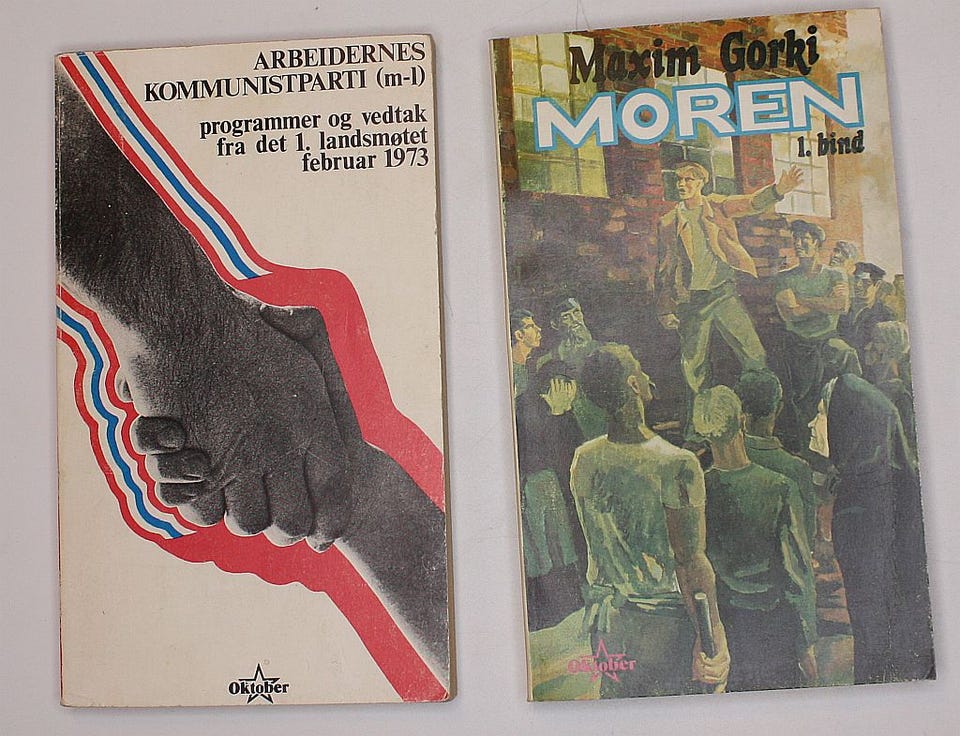 ARBEIDERNES
KOMMUNISTPARTI (m-l)
programmer og vedtak
fra det 1. landsmøtet
februar 1973
Oktober
Maxim Gorki
MOREN
1. bind
Oktober